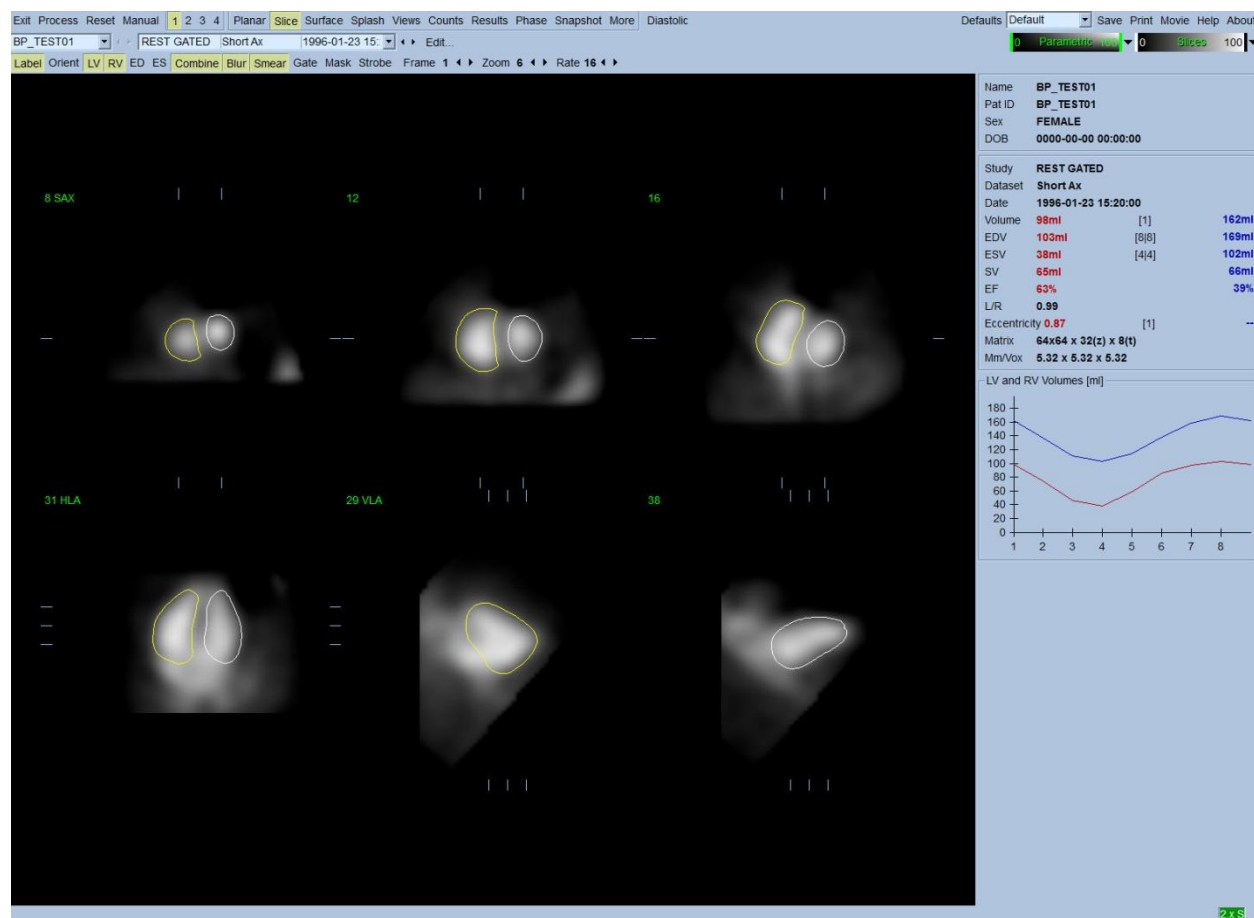 Exit Process Reset Manual 1 2 3 4 Planar Slice Surface Splash Views Counts Results Phase Snapshot More Diastolic Defaults Default Save Print Movie Help About
BP_TEST01 REST GATED Short Ax 1996-01-23 15: Edit...
0 Parametric 100 0 Slices 100
Label Orient LV RV ED ES Combine Blur Smear Gate Mask Strobe Frame 1 Zoom 6 Rate 16
8 SAX 12 16
31 HLA 29 VLA 38
Name BP_TEST01
Pat ID BP_TEST01
Sex FEMALE
DOB 0000-00-00 00:00:00
Study REST GATED
Dataset Short Ax
Date 1996-01-23 15:20:00
Volume 98ml [1] 162ml
EDV 103ml [8|8] 169ml
ESV 38ml [4|4] 102ml
SV 65ml 66ml
EF 63% 39%
L/R 0.99
Eccentricity 0.87 [1] --
Matrix 64x64 x 32(z) x 8(t)
Mm/Vox 5.32 x 5.32 x 5.32
LV and RV Volumes [ml]
180
160
140
120
100
80
60
40
20
0
1 2 3 4 5 6 7 8
2 x S